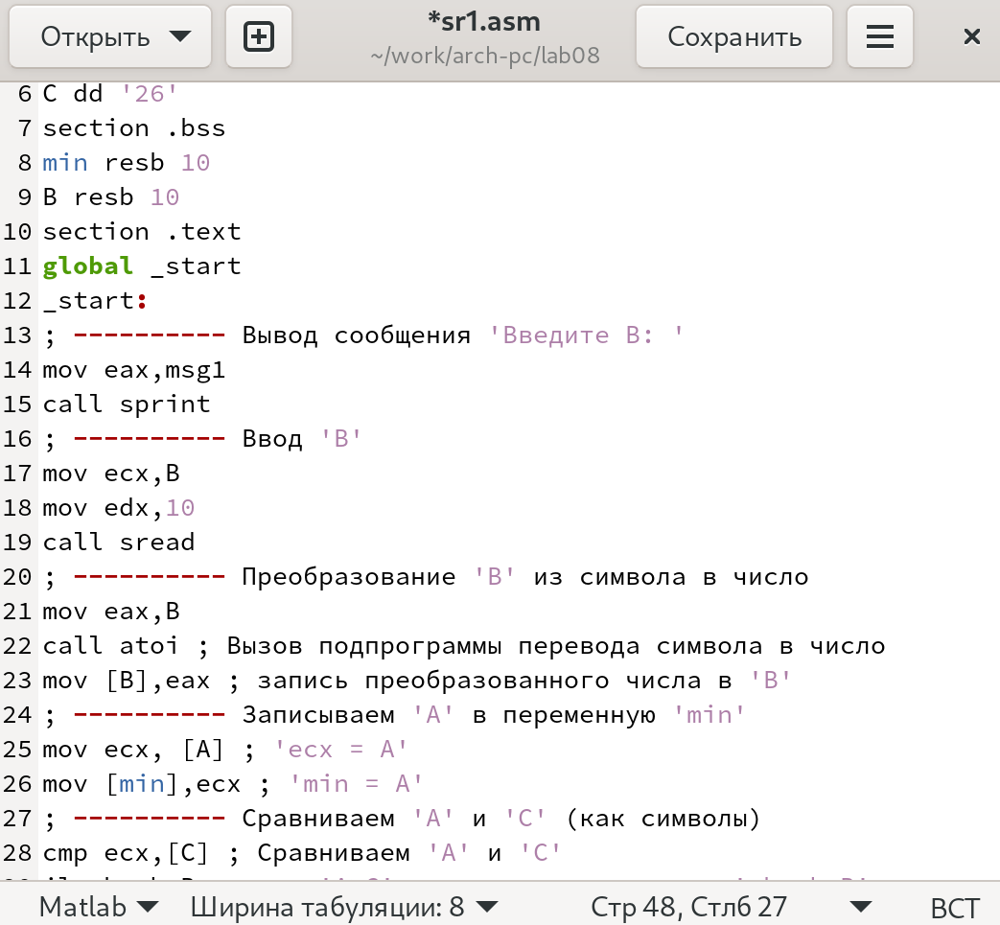 Открыть
*sr1.asm
~/work/arch-pc/lab08
Сохранить
6 C dd '26'
7 section .bss
8 min resb 10
9 B resb 10
10 section .text
11 global _start
12 _start:
13 ; ---------- Вывод сообщения 'Введите B: '
14 mov eax,msg1
15 call sprint
16 ; ---------- Ввод 'B'
17 mov ecx,B
18 mov edx,10
19 call sread
20 ; ---------- Преобразование 'B' из символа в число
21 mov eax,B
22 call atoi ; Вызов подпрограммы перевода символа в число
23 mov [B],eax ; запись преобразованного числа в 'B'
24 ; ---------- Записываем 'A' в переменную 'min'
25 mov ecx, [A] ; 'ecx = A'
26 mov [min],ecx ; 'min = A'
27 ; ---------- Сравниваем 'A' и 'С' (как символы)
28 cmp ecx,[C] ; Сравниваем 'A' и 'С'
Matlab Ширина табуляции: 8 Стр 48, Стлб 27 ВСТ